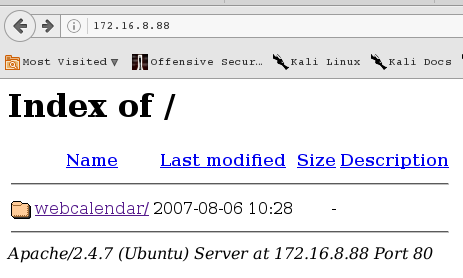 172.16.8.88
Most Visited Offensive Secur... Kali Linux Kali Docs
Index of /
Name Last modified Size Description
webcalendar/ 2007-08-06 10:28 -
Apache/2.4.7 (Ubuntu) Server at 172.16.8.88 Port 80